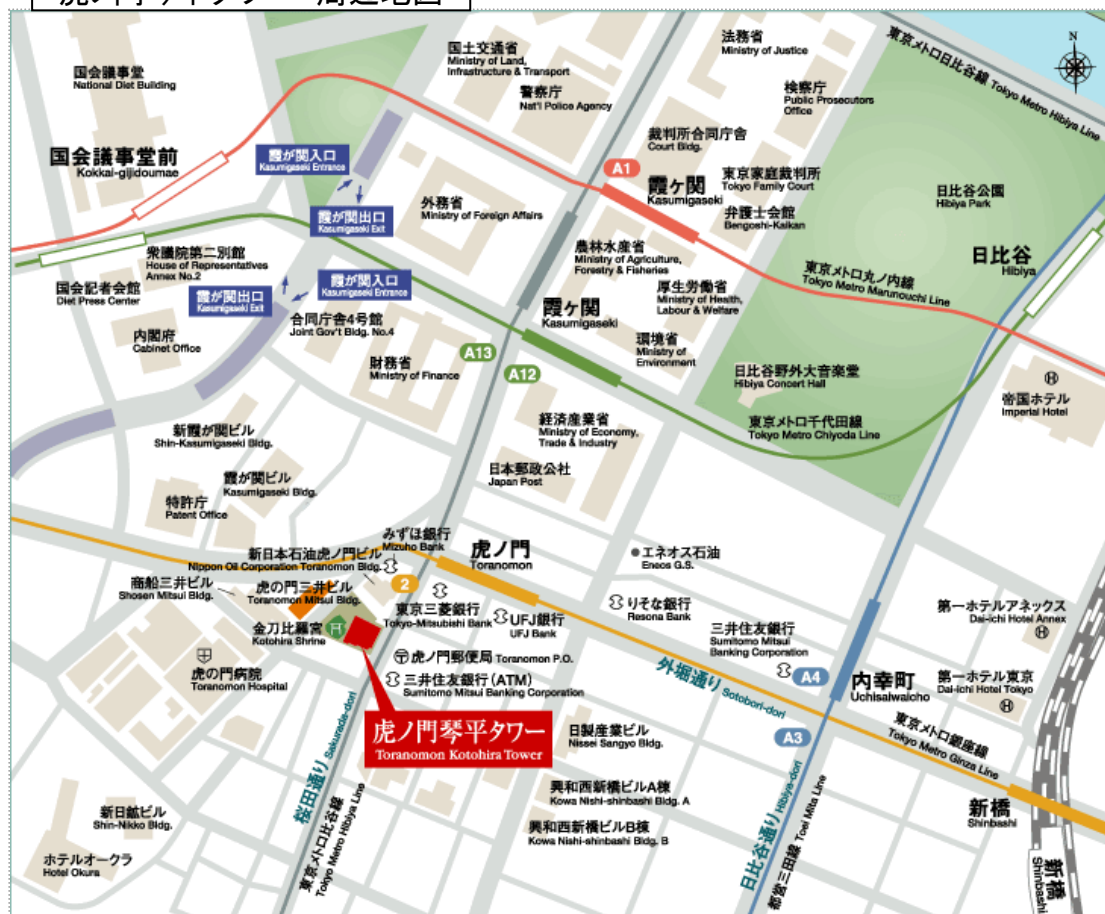 国会議事堂
National Diet Building
国土交通省
Ministry of Land,
Infrastructure & Transport
警察庁
Nat'l Police Agency
法務省
Ministry of Justice
検察庁
Public Prosecutors
Office
東京メトロ日比谷線 Tokyo Metro Hibiya Line
N
国会議事堂前
Kokkai-gijidoumae
霞が関入口
Kasumigaseki Entrance
霞が関出口
Kasumigaseki Exit
外務省
Ministry of Foreign Affairs
裁判所合同庁舎
Court Bldg.
A1
霞ケ関
Kasumigaseki
東京家庭裁判所
Tokyo Family Court
弁護士会館
Bengoshi-Kaikan
日比谷公園
Hibiya Park
日比谷
Hibiya
衆議院第二別館
House of Representatives
Annex No.2
国会記者会館
Diet Press Center
霞が関出口
Kasumigaseki Exit
霞が関入口
Kasumigaseki Entrance
農林水産省
Ministry of Agriculture,
Forestry & Fisheries
厚生労働省
Ministry of Health,
Labour & Welfare
東京メトロ丸ノ内線
Tokyo Metro Marunouchi Line
内閣府
Cabinet Office
合同庁舎4号館
Joint Gov't Bldg. No.4
財務省
Ministry of Finance
A13
霞ケ関
Kasumigaseki
A12
環境省
Ministry of
Environment
日比谷野外大音楽堂
Hibiya Concert Hall
H
帝国ホテル
Imperial Hotel
新霞が関ビル
Shin-Kasumigaseki Bldg.
経済産業省
Ministry of Economy,
Trade & Industry
東京メトロ千代田線
Tokyo Metro Chiyoda Line
霞が関ビル
Kasumigaseki Bldg.
日本郵政公社
Japan Post
特許庁
Patent Office
みずほ銀行
Mizuho Bank
新日本石油虎ノ門ビル
Nippon Oil Corporation Toranomon Bldg.
虎ノ門
Toranomon
エネオス石油
Eneos G.S.
商船三井ビル
Shosen Mitsui Bldg.
虎の門三井ビル
Toranomon Mitsui Bldg.
2
東京三菱銀行
Tokyo-Mitsubishi Bank
UFJ銀行
UFJ Bank
りそな銀行
Resona Bank
第一ホテルアネックス
Dai-ichi Hotel Annex
H
金刀比羅宮
Kotohira Shrine
虎の門病院
Toranomon Hospital
〒虎ノ門郵便局 Toranomon P.O.
三井住友銀行(ATM)
Sumitomo Mitsui Banking Corporation
三井住友銀行
Sumitomo Mitsui
Banking Corporation
A4
内幸町
Uchisaiwaicho
第一ホテル東京
Dai-ichi Hotel Tokyo
H
外堀通り Sotobori-dori
虎ノ門琴平タワー
Toranomon Kotohira Tower
日製産業ビル
Nissei Sangyo Bldg.
A3
東京メトロ銀座線
Tokyo Metro Ginza Line
桜田通り Sakurada-dori
東京メトロ日比谷線
Tokyo Metro Hibiya Line
興和西新橋ビルA棟
Kowa Nishi-shinbashi Bldg. A
興和西新橋ビルB棟
Kowa Nishi-shinbashi Bldg. B
日比谷通り Hibiya-dori
都営三田線 Toei Mita Line
新橋
Shinbashi
新橋
Shinbashi
新日鉱ビル
Shin-Nikko Bldg.
ホテルオークラ
Hotel Okura